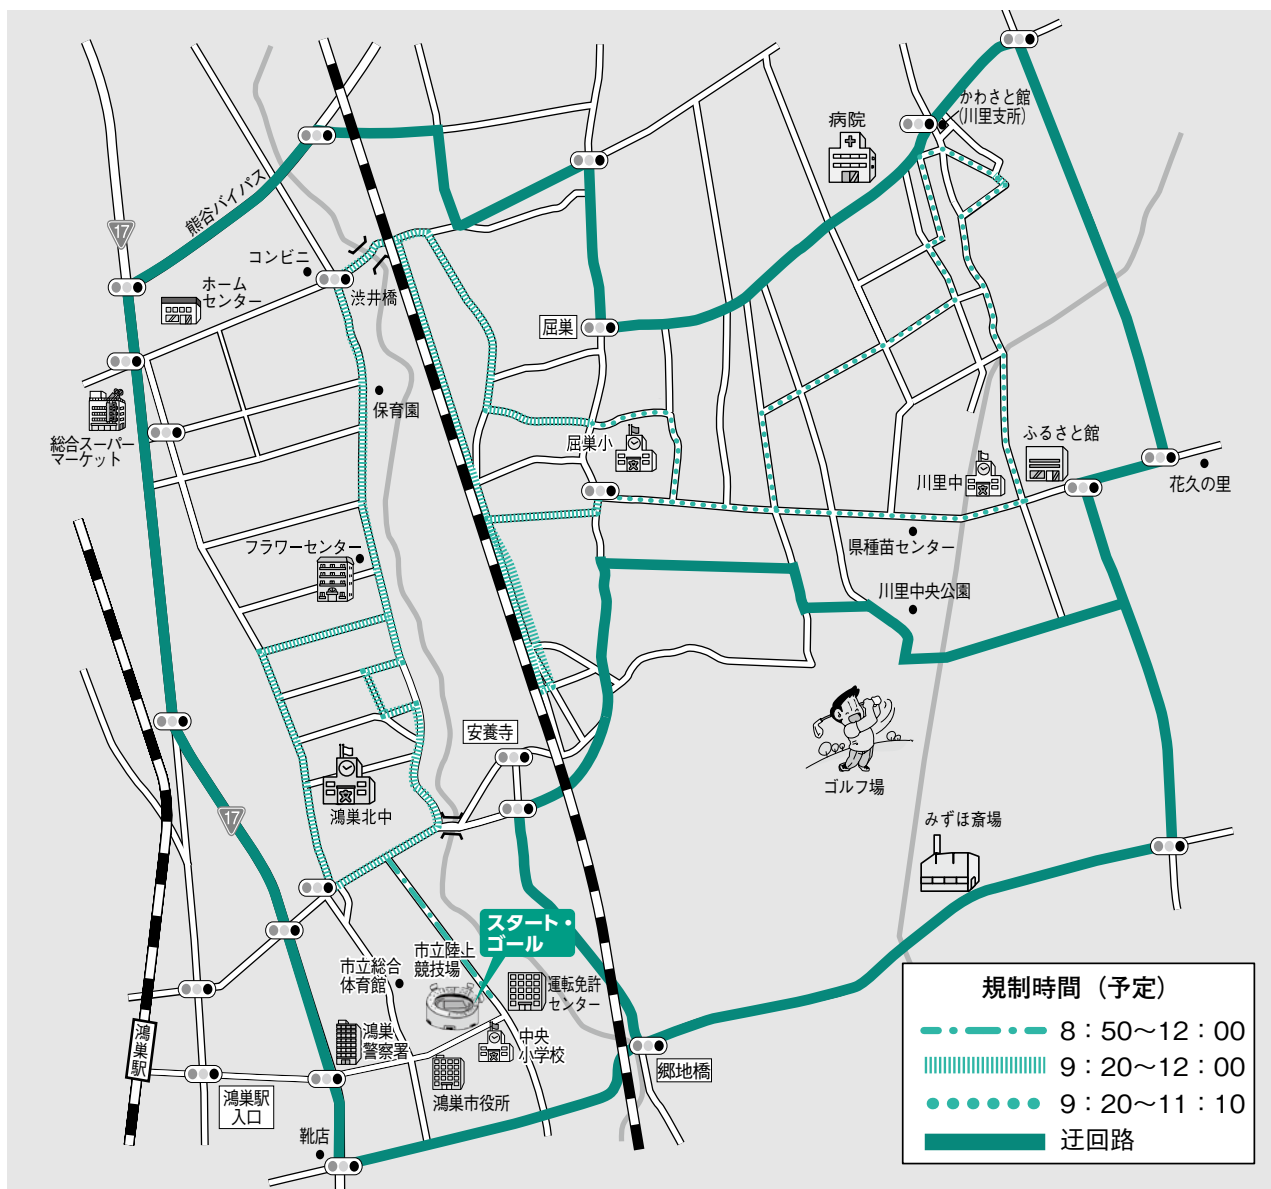 かわさと館
(川里支所)
病院
熊谷バイパス
17
コンビニ
ホーム
センター
渋井橋
屈巣
保育園
総合スーパー
マーケット
屈巣小
ふるさと館
川里中
花久の里
フラワーセンター
県種苗センター
川里中央公園
安養寺
ゴルフ場
17
鴻巣北中
みずほ斎場
スタート・
ゴール
市立陸上
競技場
市立総合
体育館
運転免許
センター
鴻巣
警察署
中央
小学校
鴻巣駅
郷地橋
鴻巣市役所
鴻巣駅
入口
靴店
規制時間（予定）
8：50～12：00
9：20～12：00
9：20～11：10
迂回路